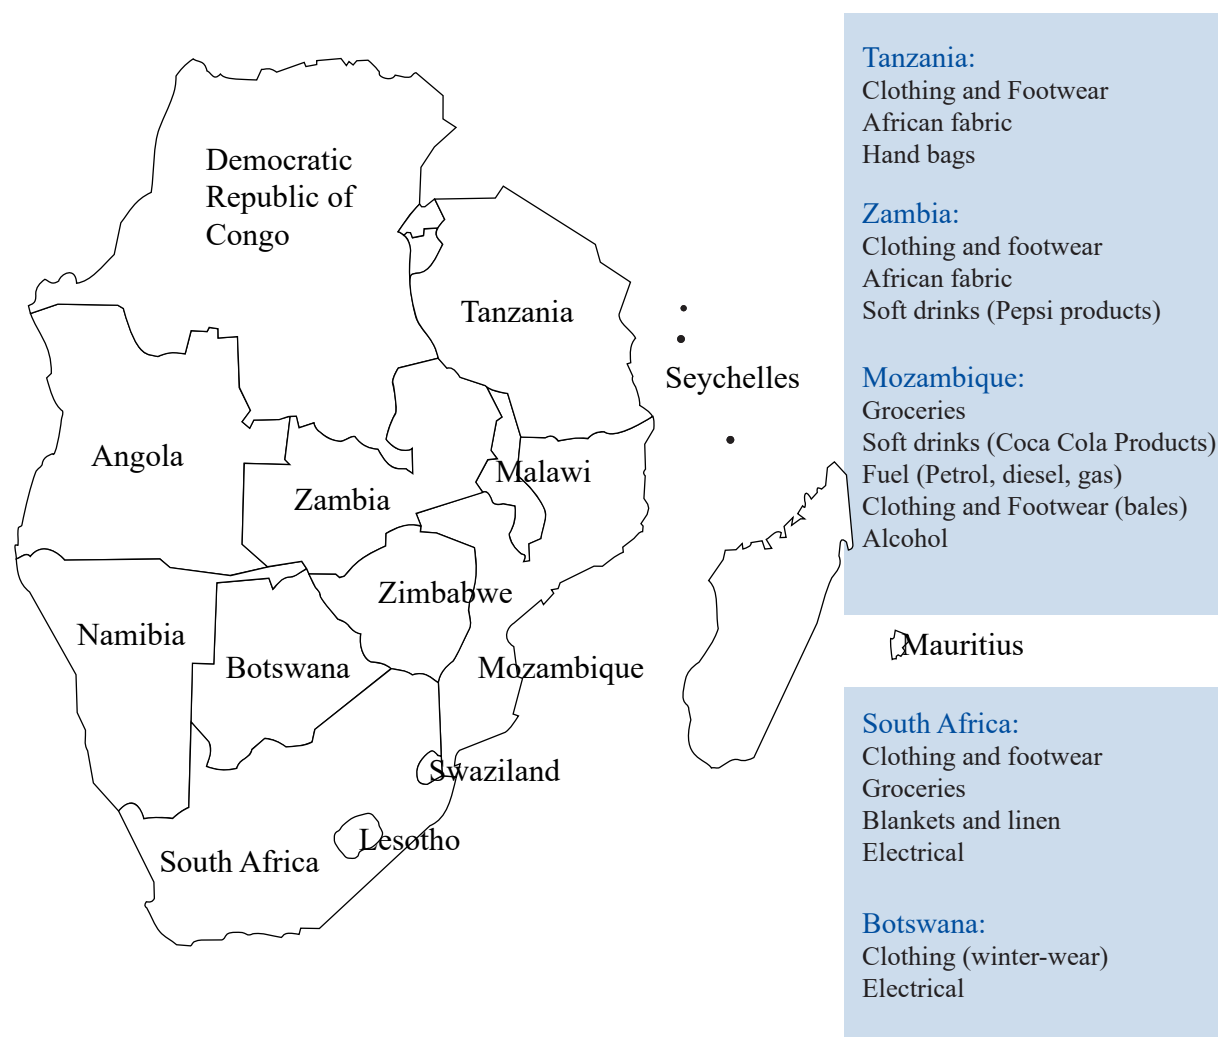 Democratic
Republic of
Congo
Tanzania
Seychelles
Angola
Malawi
Zambia
Zimbabwe
Namibia
Botswana
Mozambique
Swaziland
Lesotho
South Africa
Tanzania:
Clothing and Footwear
African fabric
Hand bags
Zambia:
Clothing and footwear
African fabric
Soft drinks (Pepsi products)
Mozambique:
Groceries
Soft drinks (Coca Cola Products)
Fuel (Petrol, diesel, gas)
Clothing and Footwear (bales)
Alcohol
Mauritius
South Africa:
Clothing and footwear
Groceries
Blankets and linen
Electrical
Botswana:
Clothing (winter-wear)
Electrical